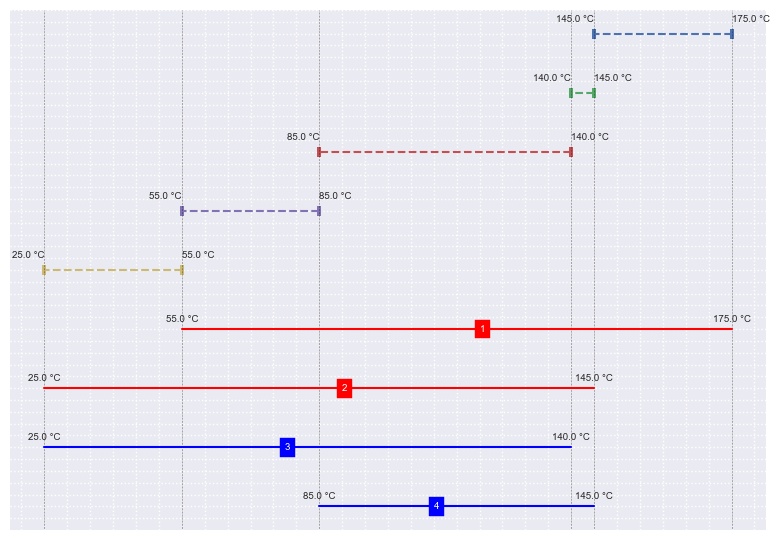 145.0 °C 175.0 °C
140.0 °C 145.0 °C
85.0 °C 140.0 °C
55.0 °C 85.0 °C
25.0 °C 55.0 °C
55.0 °C 175.0 °C
1
25.0 °C 145.0 °C
2
25.0 °C 140.0 °C
3
85.0 °C 145.0 °C
4